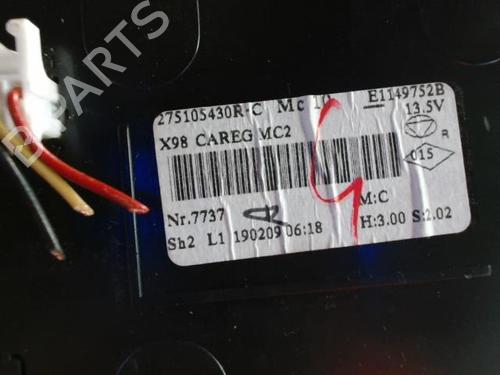 275105430R-C Mc 10 E1149752B
13.5V
X98 CAREG MC2
R
015
M:C
Nr.7737 H:3.00 S:2.02
Sh2 L1 190209 06:18